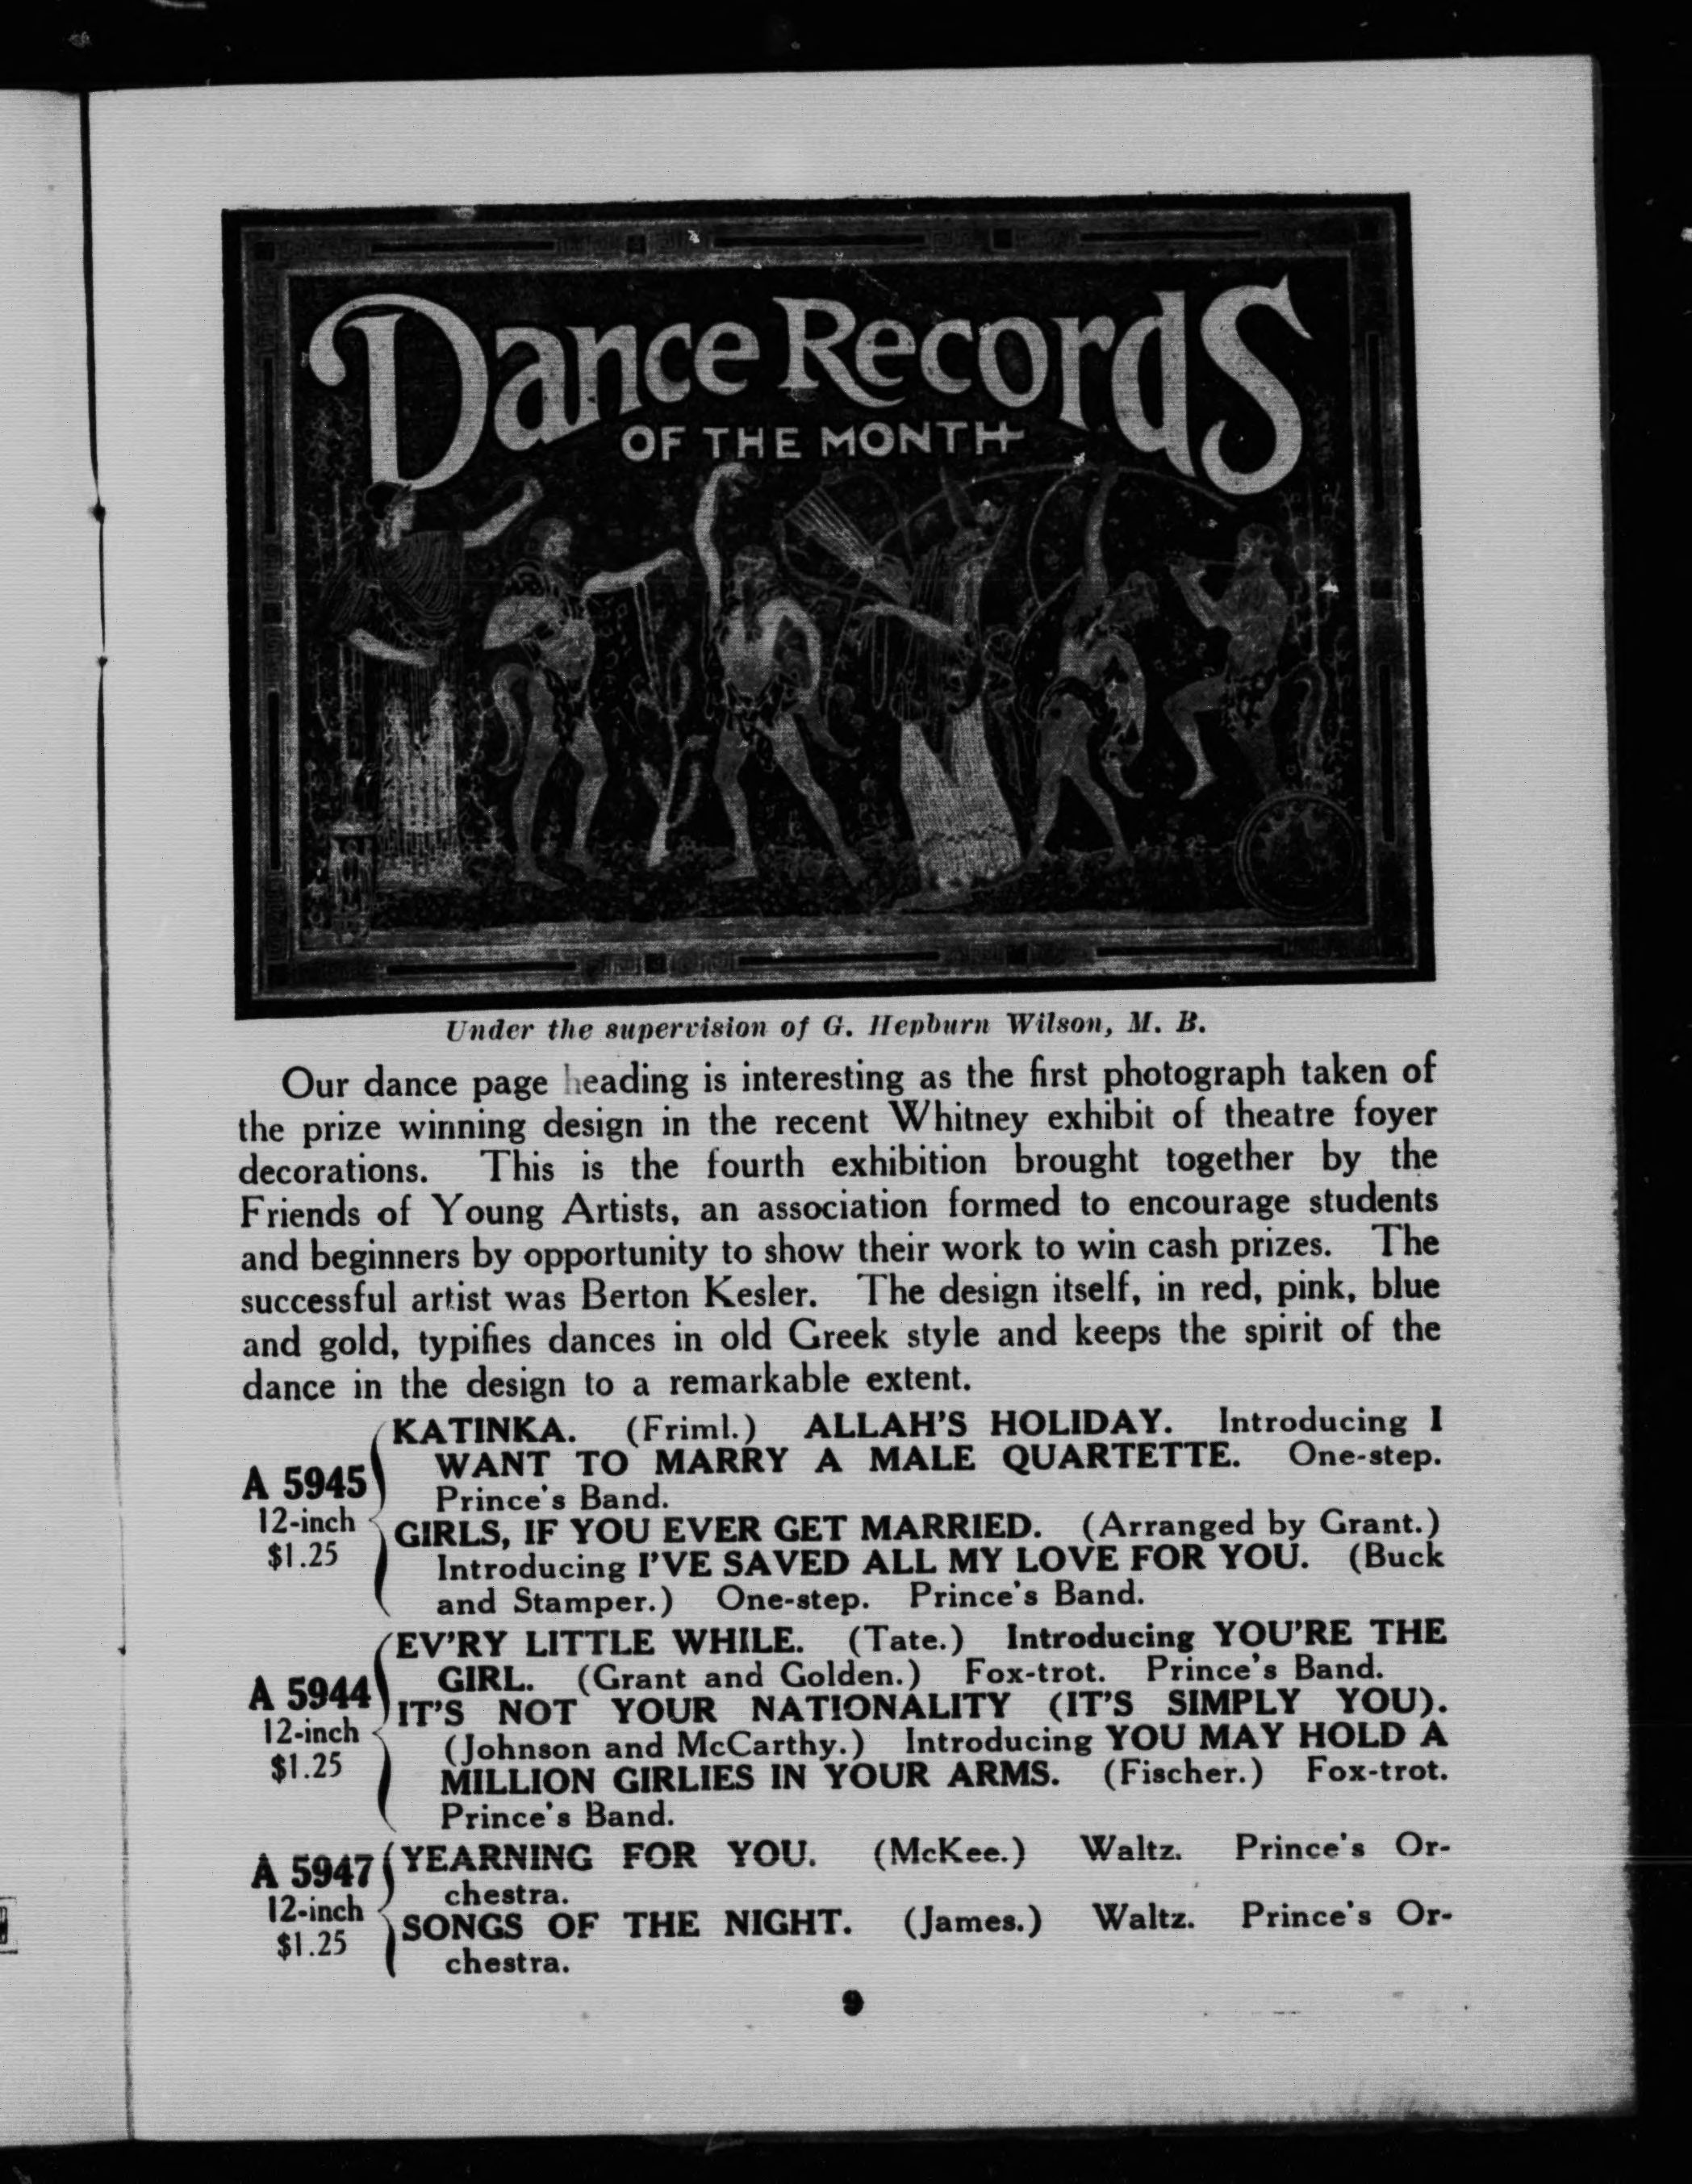 Dance Records
OF THE MONTH
Under the supervision of G. Hepburn Wilson, M. B.
Our dance page heading is interesting as the first photograph taken of
the prize winning design in the recent Whitney exhibit of theatre foyer
decorations. This is the fourth exhibition brought together by the
Friends of Young Artists, an association formed to encourage students
and beginners by opportunity to show their work to win cash prizes. The
successful artist was Berton Kesler. The design itself, in red, pink, blue
and gold, typifies dances in old Greek style and keeps the spirit of the
dance in the design to a remarkable extent.
A 5945
12-inch
$1.25
KATINKA. (Friml.) ALLAH'S HOLIDAY. Introducing I
WANT TO MARRY A MALE QUARTETTE. One-step.
Prince's Band.
GIRLS, IF YOU EVER GET MARRIED. (Arranged by Grant.)
Introducing I'VE SAVED ALL MY LOVE FOR YOU. (Buck
and Stamper.) One-step. Prince's Band.
A 5944
12-inch
$1.25
EV'RY LITTLE WHILE. (Tate.) Introducing YOU'RE THE
GIRL. (Grant and Golden.) Fox-trot. Prince's Band.
IT'S NOT YOUR NATIONALITY (IT'S SIMPLY YOU).
(Johnson and McCarthy.) Introducing YOU MAY HOLD A
MILLION GIRLIES IN YOUR ARMS. (Fischer.) Fox-trot.
Prince's Band.
A 5947
12-inch
$1.25
YEARNING FOR YOU. (McKee.) Waltz. Prince's Or-
chestra.
SONGS OF THE NIGHT. (James.) Waltz. Prince's Or-
chestra.
9